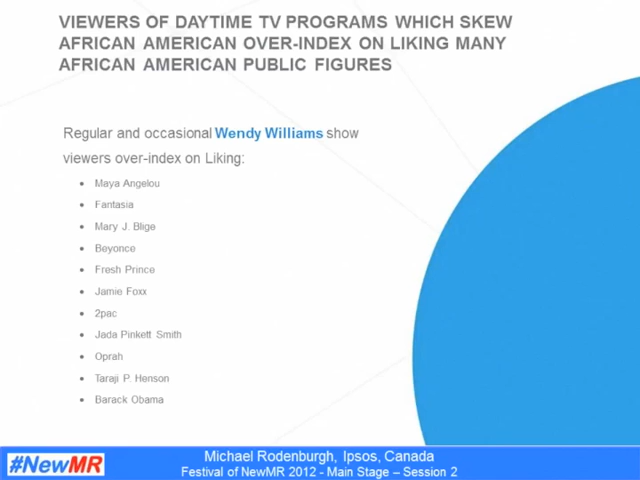 VIEWERS OF DAYTIME TV PROGRAMS WHICH SKEW
AFRICAN AMERICAN OVER-INDEX ON LIKING MANY
AFRICAN AMERICAN PUBLIC FIGURES
Regular and occasional Wendy Williams show
viewers over-index on Liking:
• Maya Angelou
• Fantasia
• Mary J. Blige
• Beyonce
• Fresh Prince
• Jamie Foxx
• 2pac
• Jada Pinkett Smith
• Oprah
• Taraji P. Henson
• Barack Obama
#NewMR
Michael Rodenburgh, Ipsos, Canada
Festival of NewMR 2012 - Main Stage – Session 2